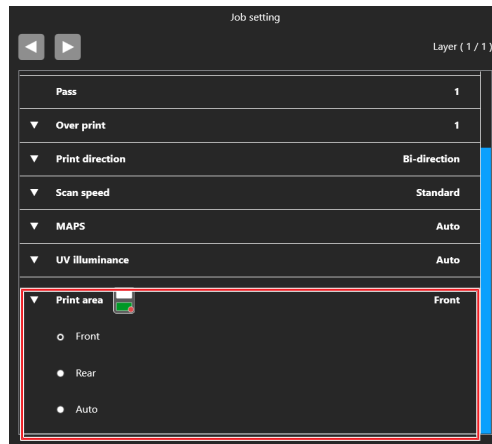 Job setting
Layer ( 1 / 1 )
Pass 1
Over print 1
Print direction Bi-direction
Scan speed Standard
MAPS Auto
UV illuminance Auto
Print area Front
Front
Rear
Auto